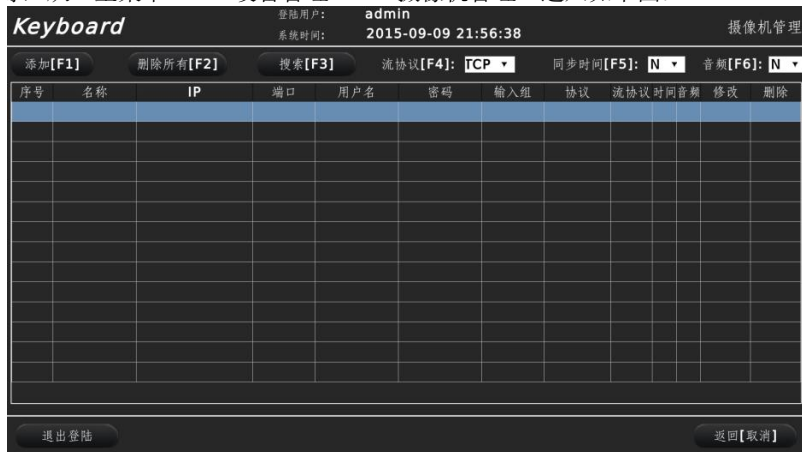 Keyboard
登陆用户: admin
系统时间: 2015-09-09 21:56:38
摄像机管理
添加[F1] 删除所有[F2] 搜索[F3] 流协议[F4]: TCP 同步时间[F5]: N 音频[F6]: N
序号 名称 IP 端口 用户名 密码 输入组 协议 流协议 时间 音频 修改 删除
退出登陆 返回[取消]